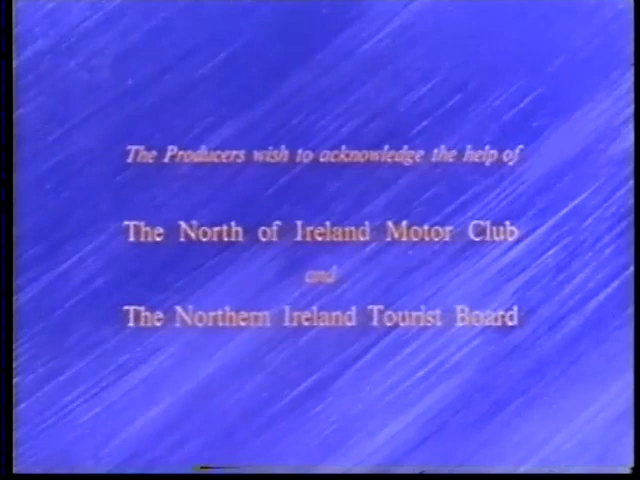 The Producers wish to acknowledge the help of
The North of Ireland Motor Club
and
The Northern Ireland Tourist Board